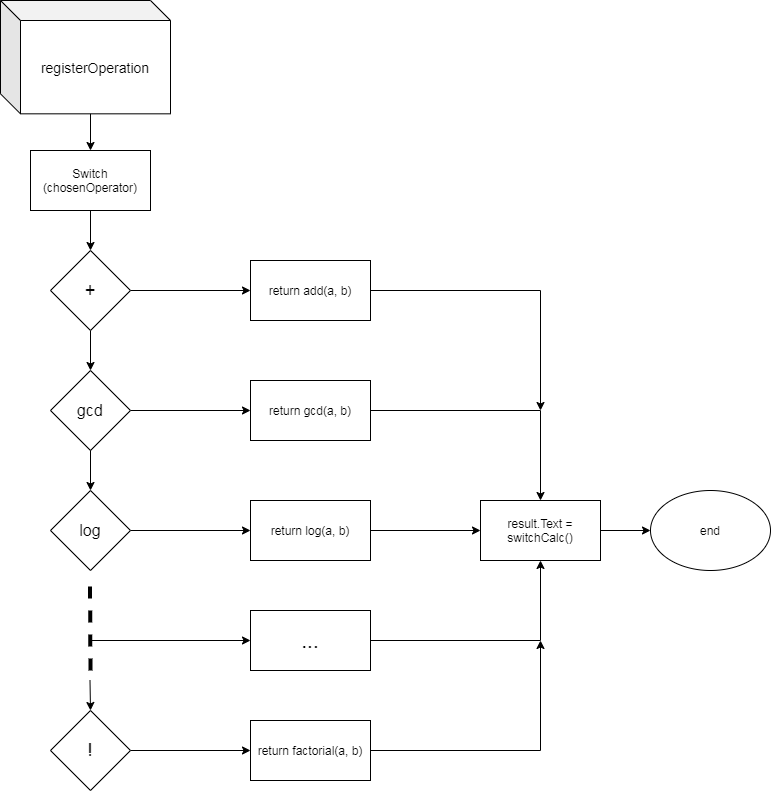 registerOperation
Switch
(chosenOperator)
+
return add(a, b)
gcd
return gcd(a, b)
log
return log(a, b)
result.Text =
switchCalc()
end
...
!
return factorial(a, b)